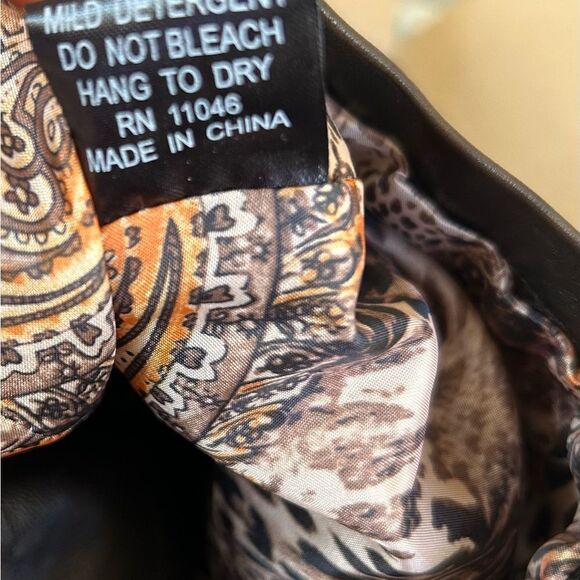 MILD DETERGENT
DO NOT BLEACH
HANG TO DRY
RN 11046
MADE IN CHINA